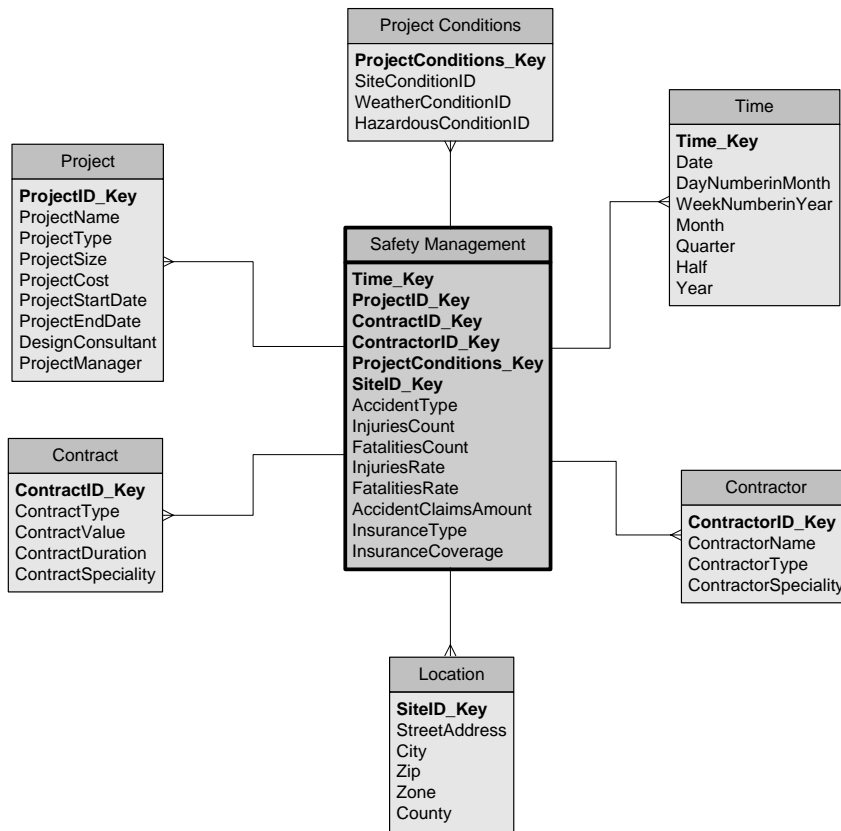 Project Conditions
ProjectConditions_Key
SiteConditionID
WeatherConditionID
HazardousConditionID
Time
Time_Key
Date
DayNumberinMonth
WeekNumberinYear
Month
Quarter
Half
Year
Project
ProjectID_Key
ProjectName
ProjectType
ProjectSize
ProjectCost
ProjectStartDate
ProjectEndDate
DesignConsultant
ProjectManager
Safety Management
Time_Key
ProjectID_Key
ContractID_Key
ContractorID_Key
ProjectConditions_Key
SiteID_Key
AccidentType
InjuriesCount
FatalitiesCount
InjuriesRate
FatalitiesRate
AccidentClaimsAmount
InsuranceType
InsuranceCoverage
Contract
ContractID_Key
ContractType
ContractValue
ContractDuration
ContractSpeciality
Contractor
ContractorID_Key
ContractorName
ContractorType
ContractorSpeciality
Location
SiteID_Key
StreetAddress
City
Zip
Zone
County